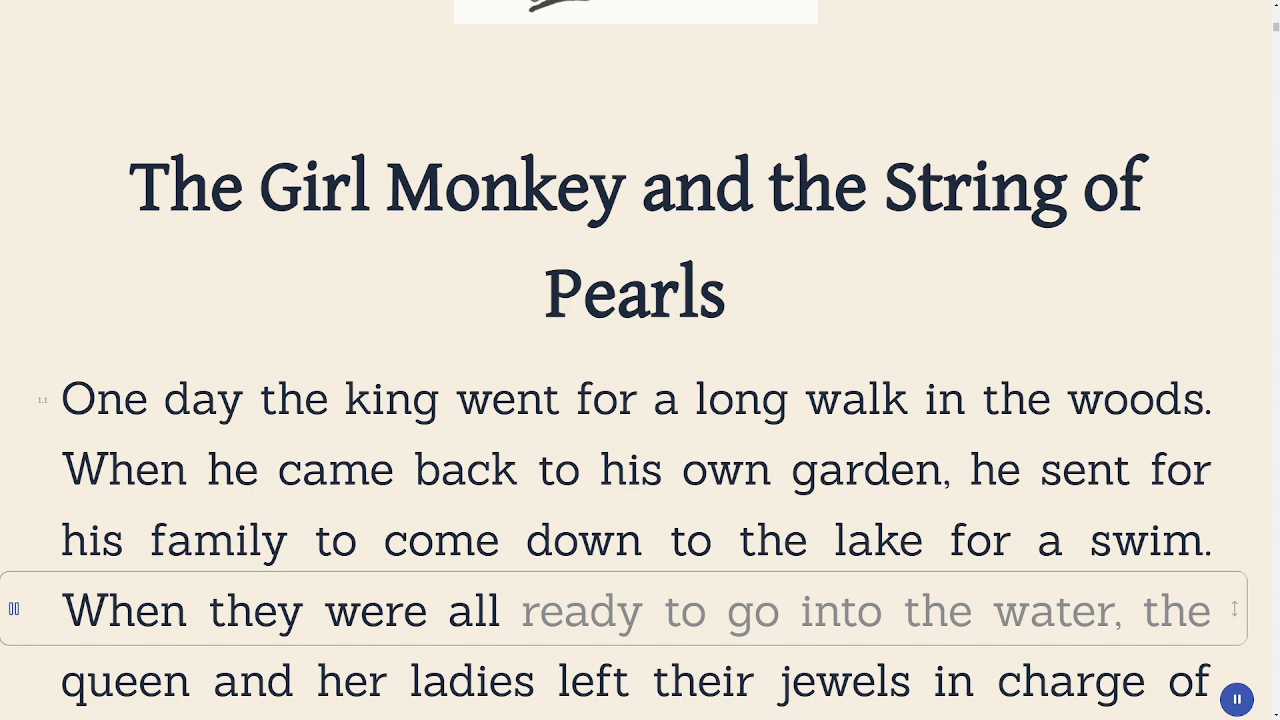 The Girl Monkey and the String of
Pearls
1.1 One day the king went for a long walk in the woods.
When he came back to his own garden, he sent for
his family to come down to the lake for a swim.
When they were all ready to go into the water, the
queen and her ladies left their jewels in charge of